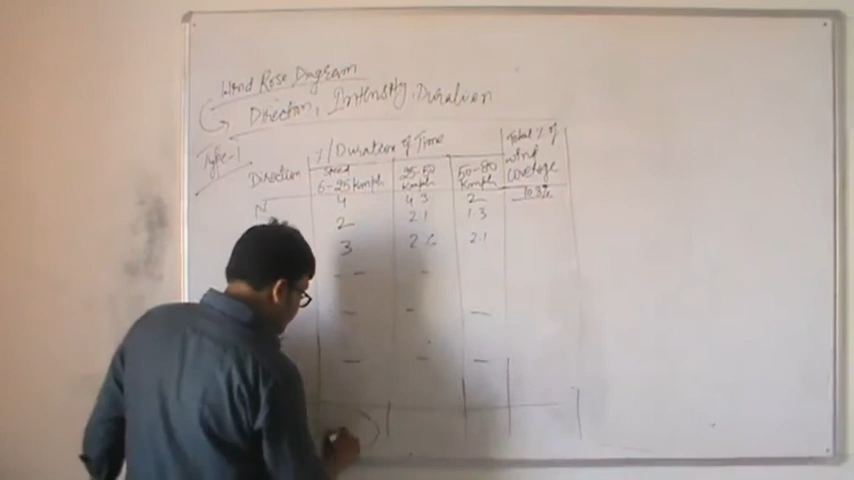 Wind Rose Diagram
Direction, Intensity, Duration
Type-1
%/Duration of Time
Total % of wind coverage
Direction
Speed 6-25 Kmph
25-50 Kmph
50-80 Kmph
N 4 4.3 2 10.3%
2 2.1 1.3
3 2.1